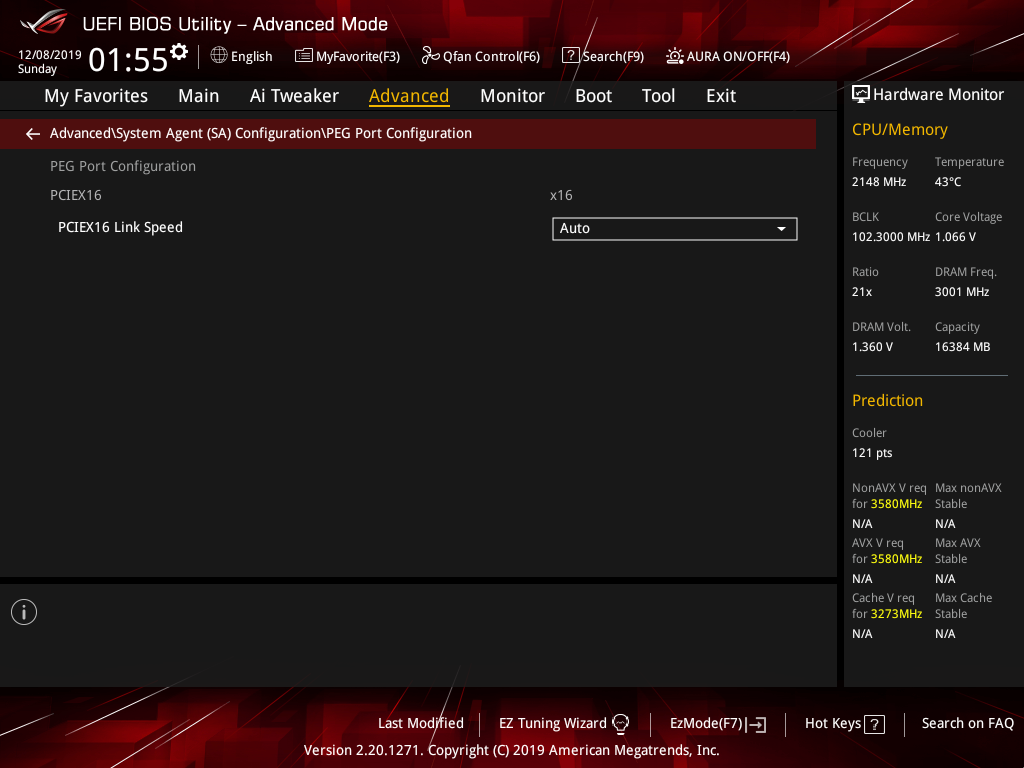 UEFI BIOS Utility – Advanced Mode
12/08/2019
Sunday
01:55
English
MyFavorite(F3)
Qfan Control(F6)
? Search(F9)
AURA ON/OFF(F4)
My Favorites Main Ai Tweaker Advanced Monitor Boot Tool Exit
Advanced\System Agent (SA) Configuration\PEG Port Configuration
PEG Port Configuration
PCIEX16 x16
PCIEX16 Link Speed Auto
Hardware Monitor
CPU/Memory
Frequency Temperature
2148 MHz 43°C
BCLK Core Voltage
102.3000 MHz 1.066 V
Ratio DRAM Freq.
21x 3001 MHz
DRAM Volt. Capacity
1.360 V 16384 MB
Prediction
Cooler
121 pts
NonAVX V req Max nonAVX
for 3580MHz Stable
N/A N/A
AVX V req Max AVX
for 3580MHz Stable
N/A N/A
Cache V req Max Cache
for 3273MHz Stable
N/A N/A
Last Modified EZ Tuning Wizard EzMode(F7) Hot Keys ? Search on FAQ
Version 2.20.1271. Copyright (C) 2019 American Megatrends, Inc.